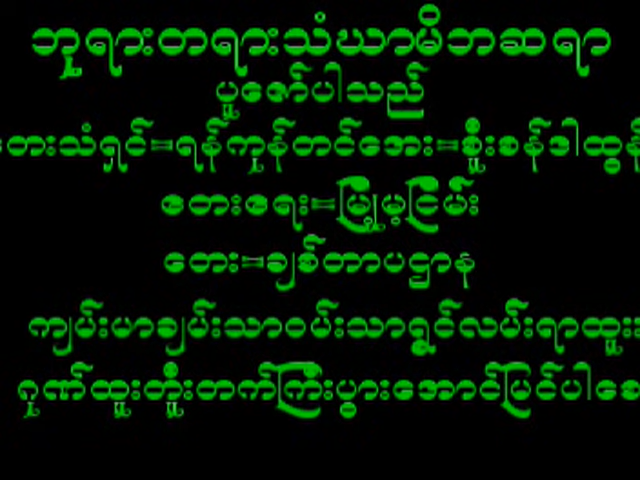 ဘုရားတရားသံဃာမိဘဆရာ
ပူဇော်ပါသည်
တေးသံရှင်=ရန်ကုန်တင်အေး=စိုးစန္ဒါထွန်
တေးရေး=မြို့မငြိမ်း
တေး=ချစ်တာပဌာန
ကျမ်းမာချမ်းသာဝမ်းသာရွှင်လမ်းရာထူး
ဂုဏ်ထူးတိုးတက်ကြီးပွားအောင်မြင်ပါစေ